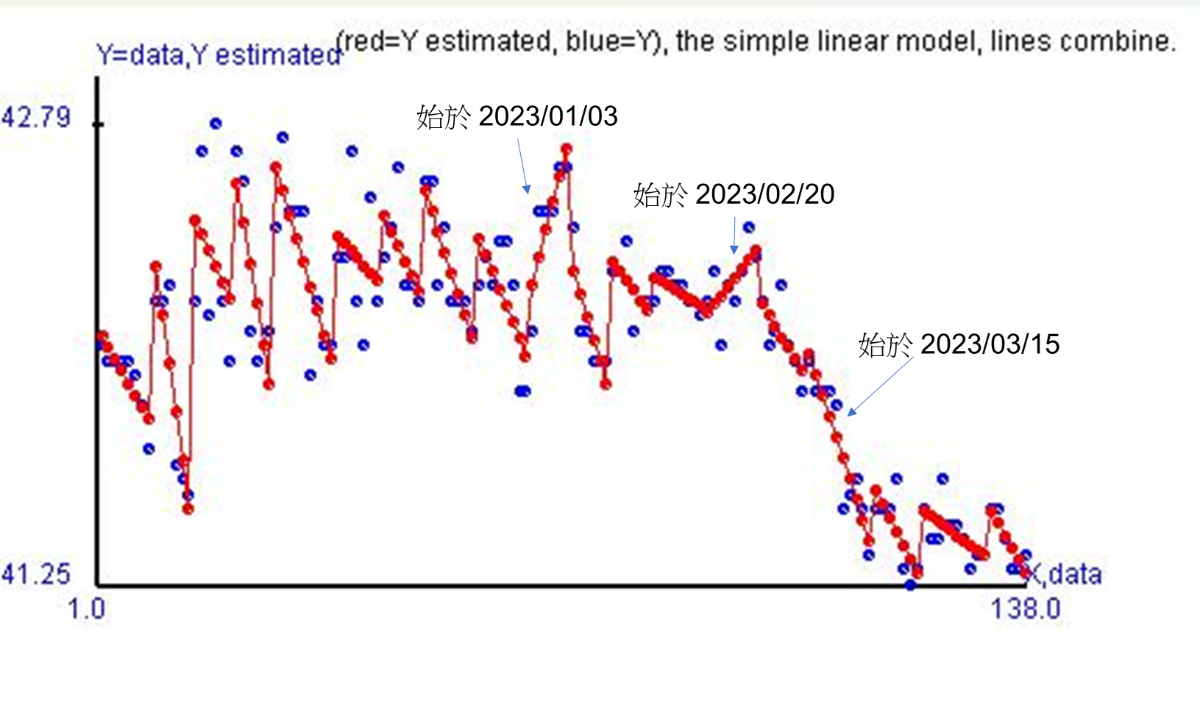 (red=Y estimated, blue=Y), the simple linear model, lines combine.
Y=data,Y estimated
42.79
始於 2023/01/03
始於 2023/02/20
始於 2023/03/15
41.25
X,data
1.0
138.0